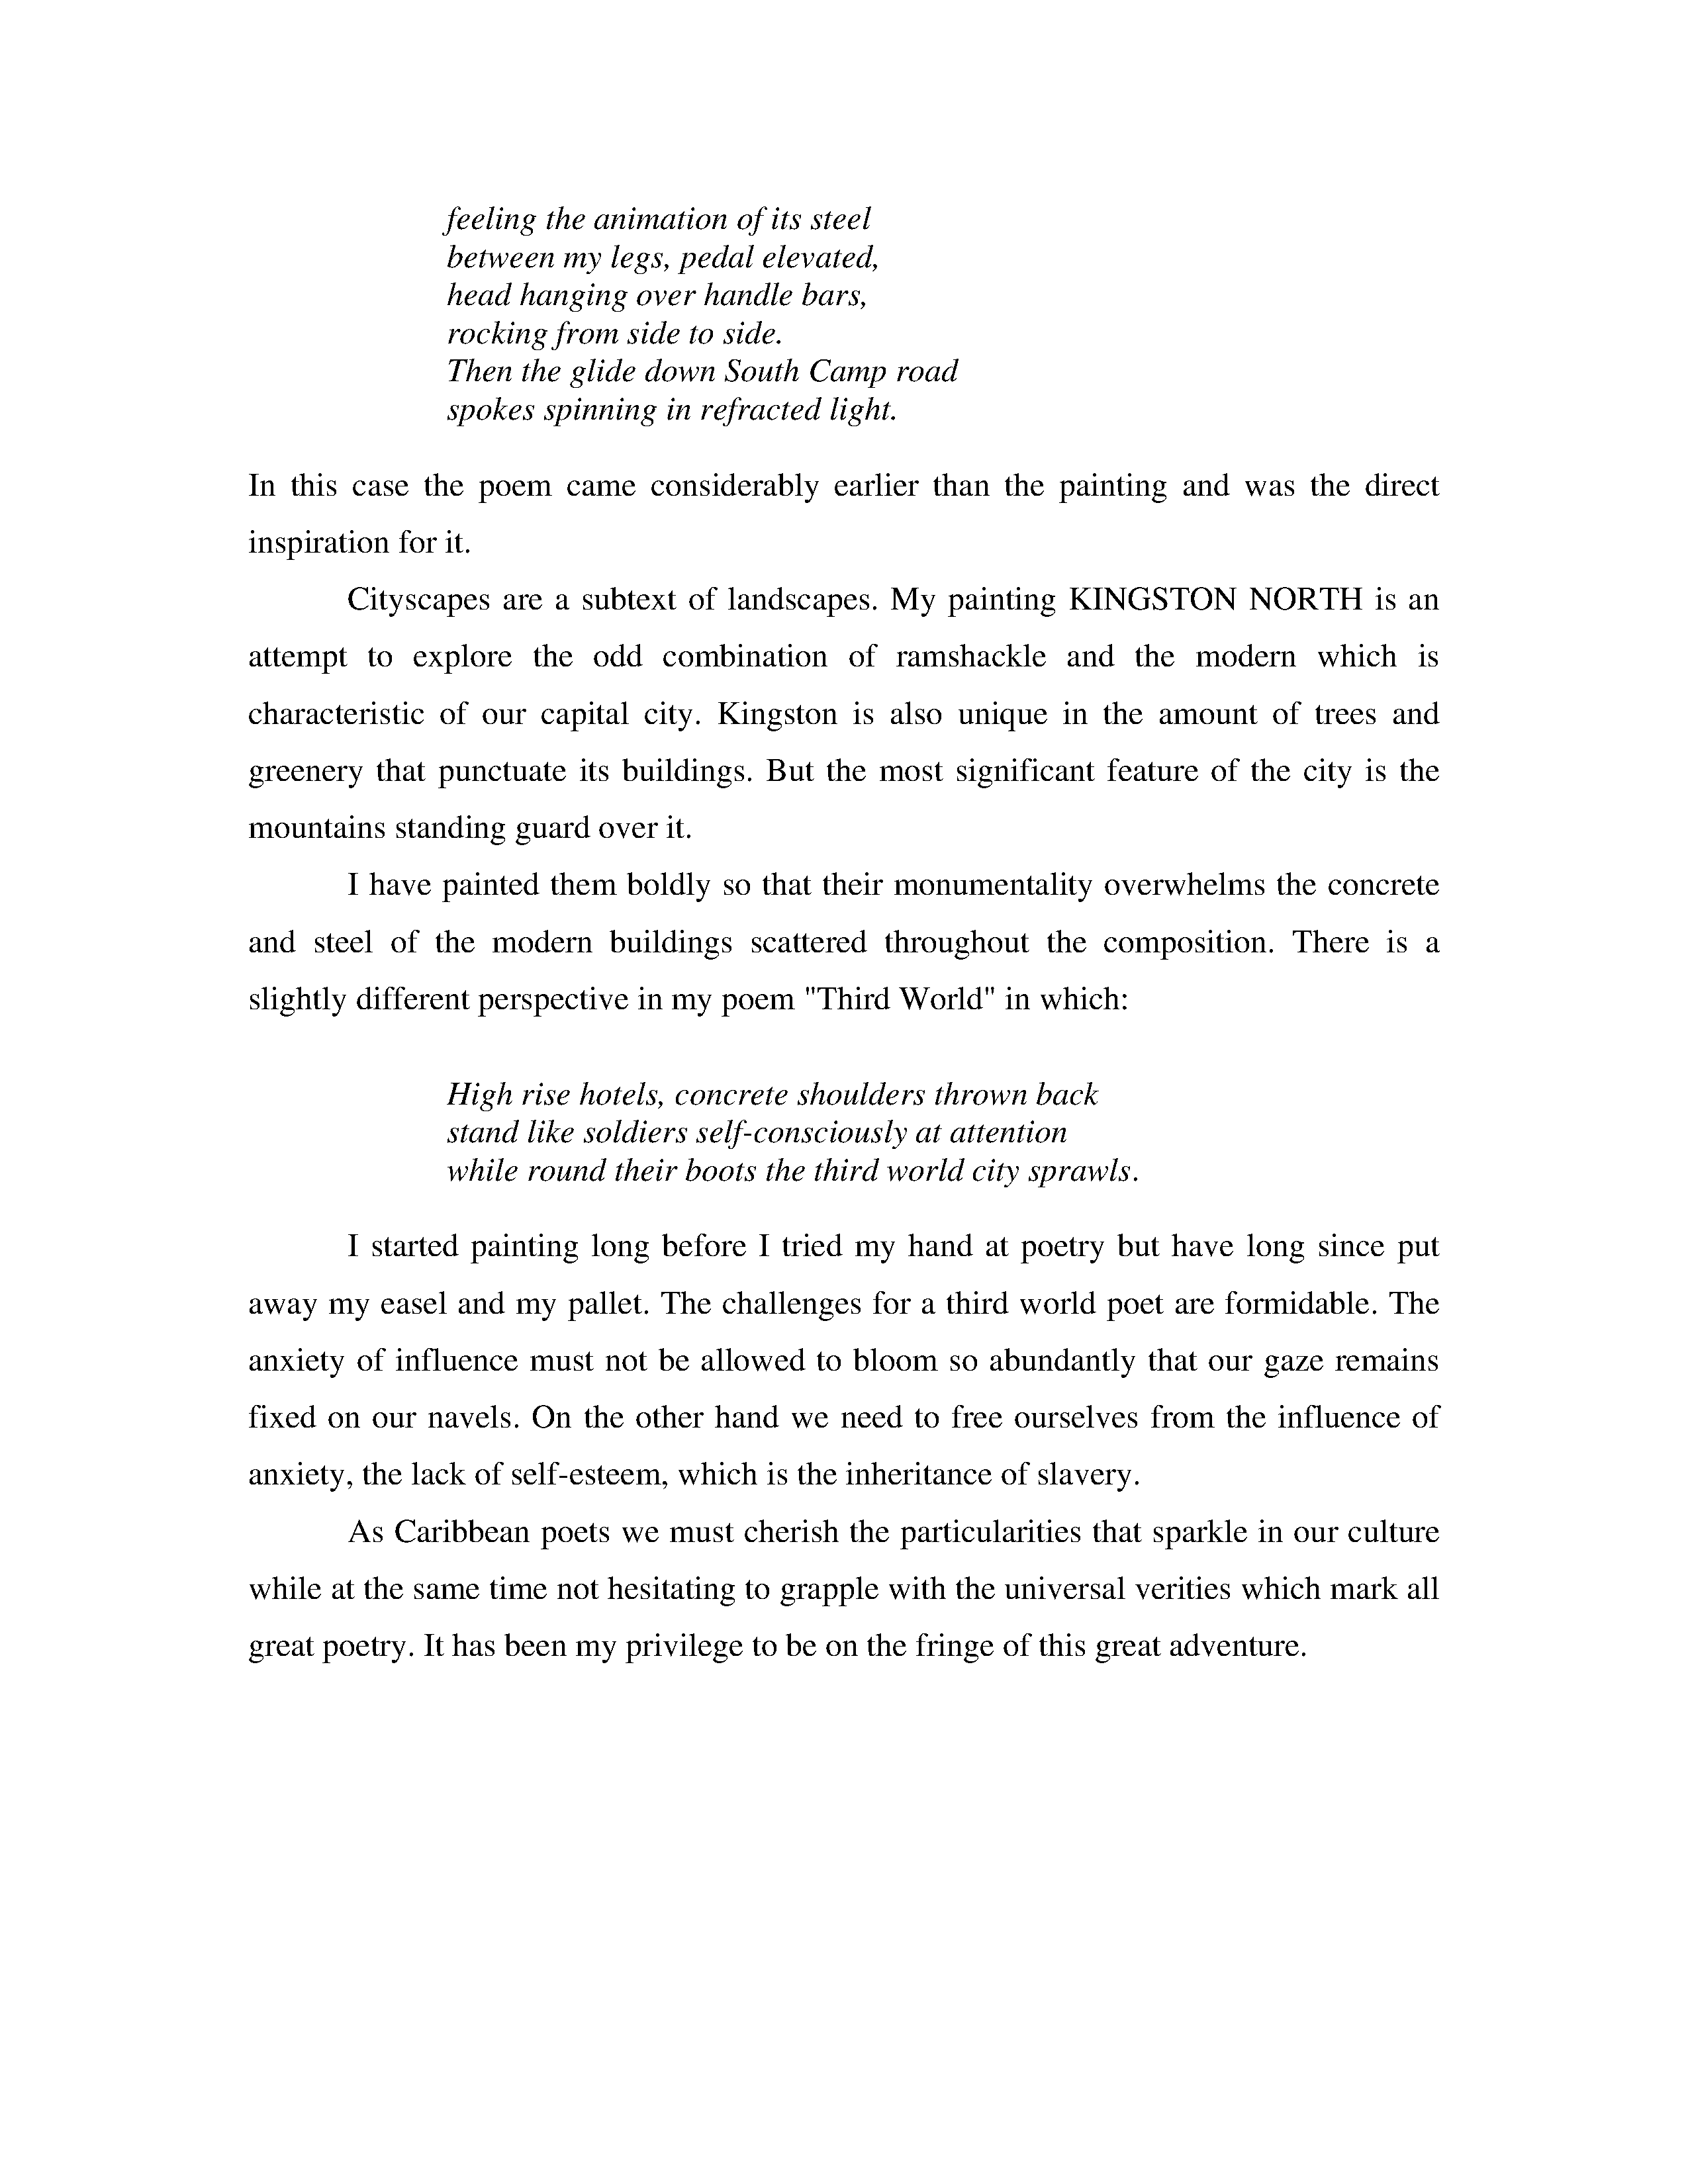 feeling the animation of its steel
between my legs, pedal elevated,
head hanging over handle bars,
rocking from side to side.
Then the glide down South Camp road
spokes spinning in refracted light.
In this case the poem came considerably earlier than the painting and was the direct
inspiration for it.
Cityscapes are a subtext of landscapes. My painting KINGSTON NORTH is an
attempt to explore the odd combination of ramshackle and the modern which is
characteristic of our capital city. Kingston is also unique in the amount of trees and
greenery that punctuate its buildings. But the most significant feature of the city is the
mountains standing guard over it.
I have painted them boldly so that their monumentality overwhelms the concrete
and steel of the modern buildings scattered throughout the composition. There is a
slightly different perspective in my poem "Third World" in which:
High rise hotels, concrete shoulders thrown back
stand like soldiers self-consciously at attention
while round their boots the third world city sprawls.
I started painting long before I tried my hand at poetry but have long since put
away my easel and my pallet. The challenges for a third world poet are formidable. The
anxiety of influence must not be allowed to bloom so abundantly that our gaze remains
fixed on our navels. On the other hand we need to free ourselves from the influence of
anxiety, the lack of self-esteem, which is the inheritance of slavery.
As Caribbean poets we must cherish the particularities that sparkle in our culture
while at the same time not hesitating to grapple with the universal verities which mark all
great poetry. It has been my privilege to be on the fringe of this great adventure.